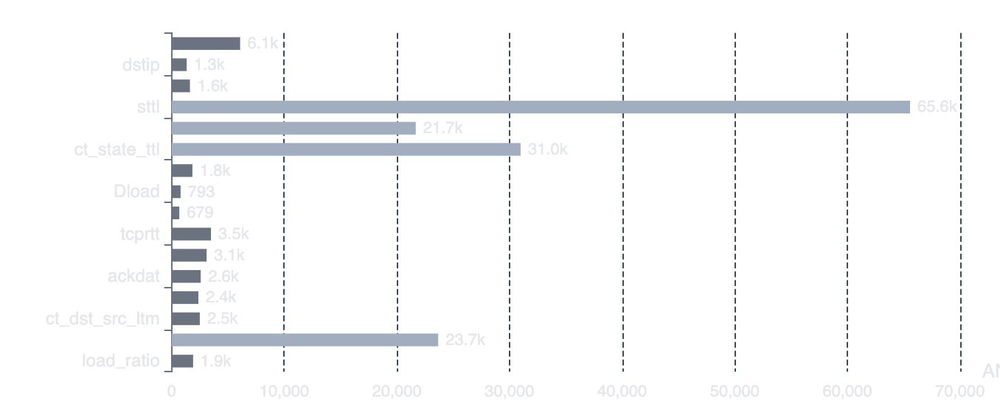 6.1k
dstip 1.3k
1.6k
sttl 65.6k
21.7k
ct_state_ttl 31.0k
1.8k
Dload 793
679
tcprtt 3.5k
3.1k
ackdat 2.6k
2.4k
ct_dst_src_ltm 2.5k
23.7k
load_ratio 1.9k
0 10,000 20,000 30,000 40,000 50,000 60,000 70,000